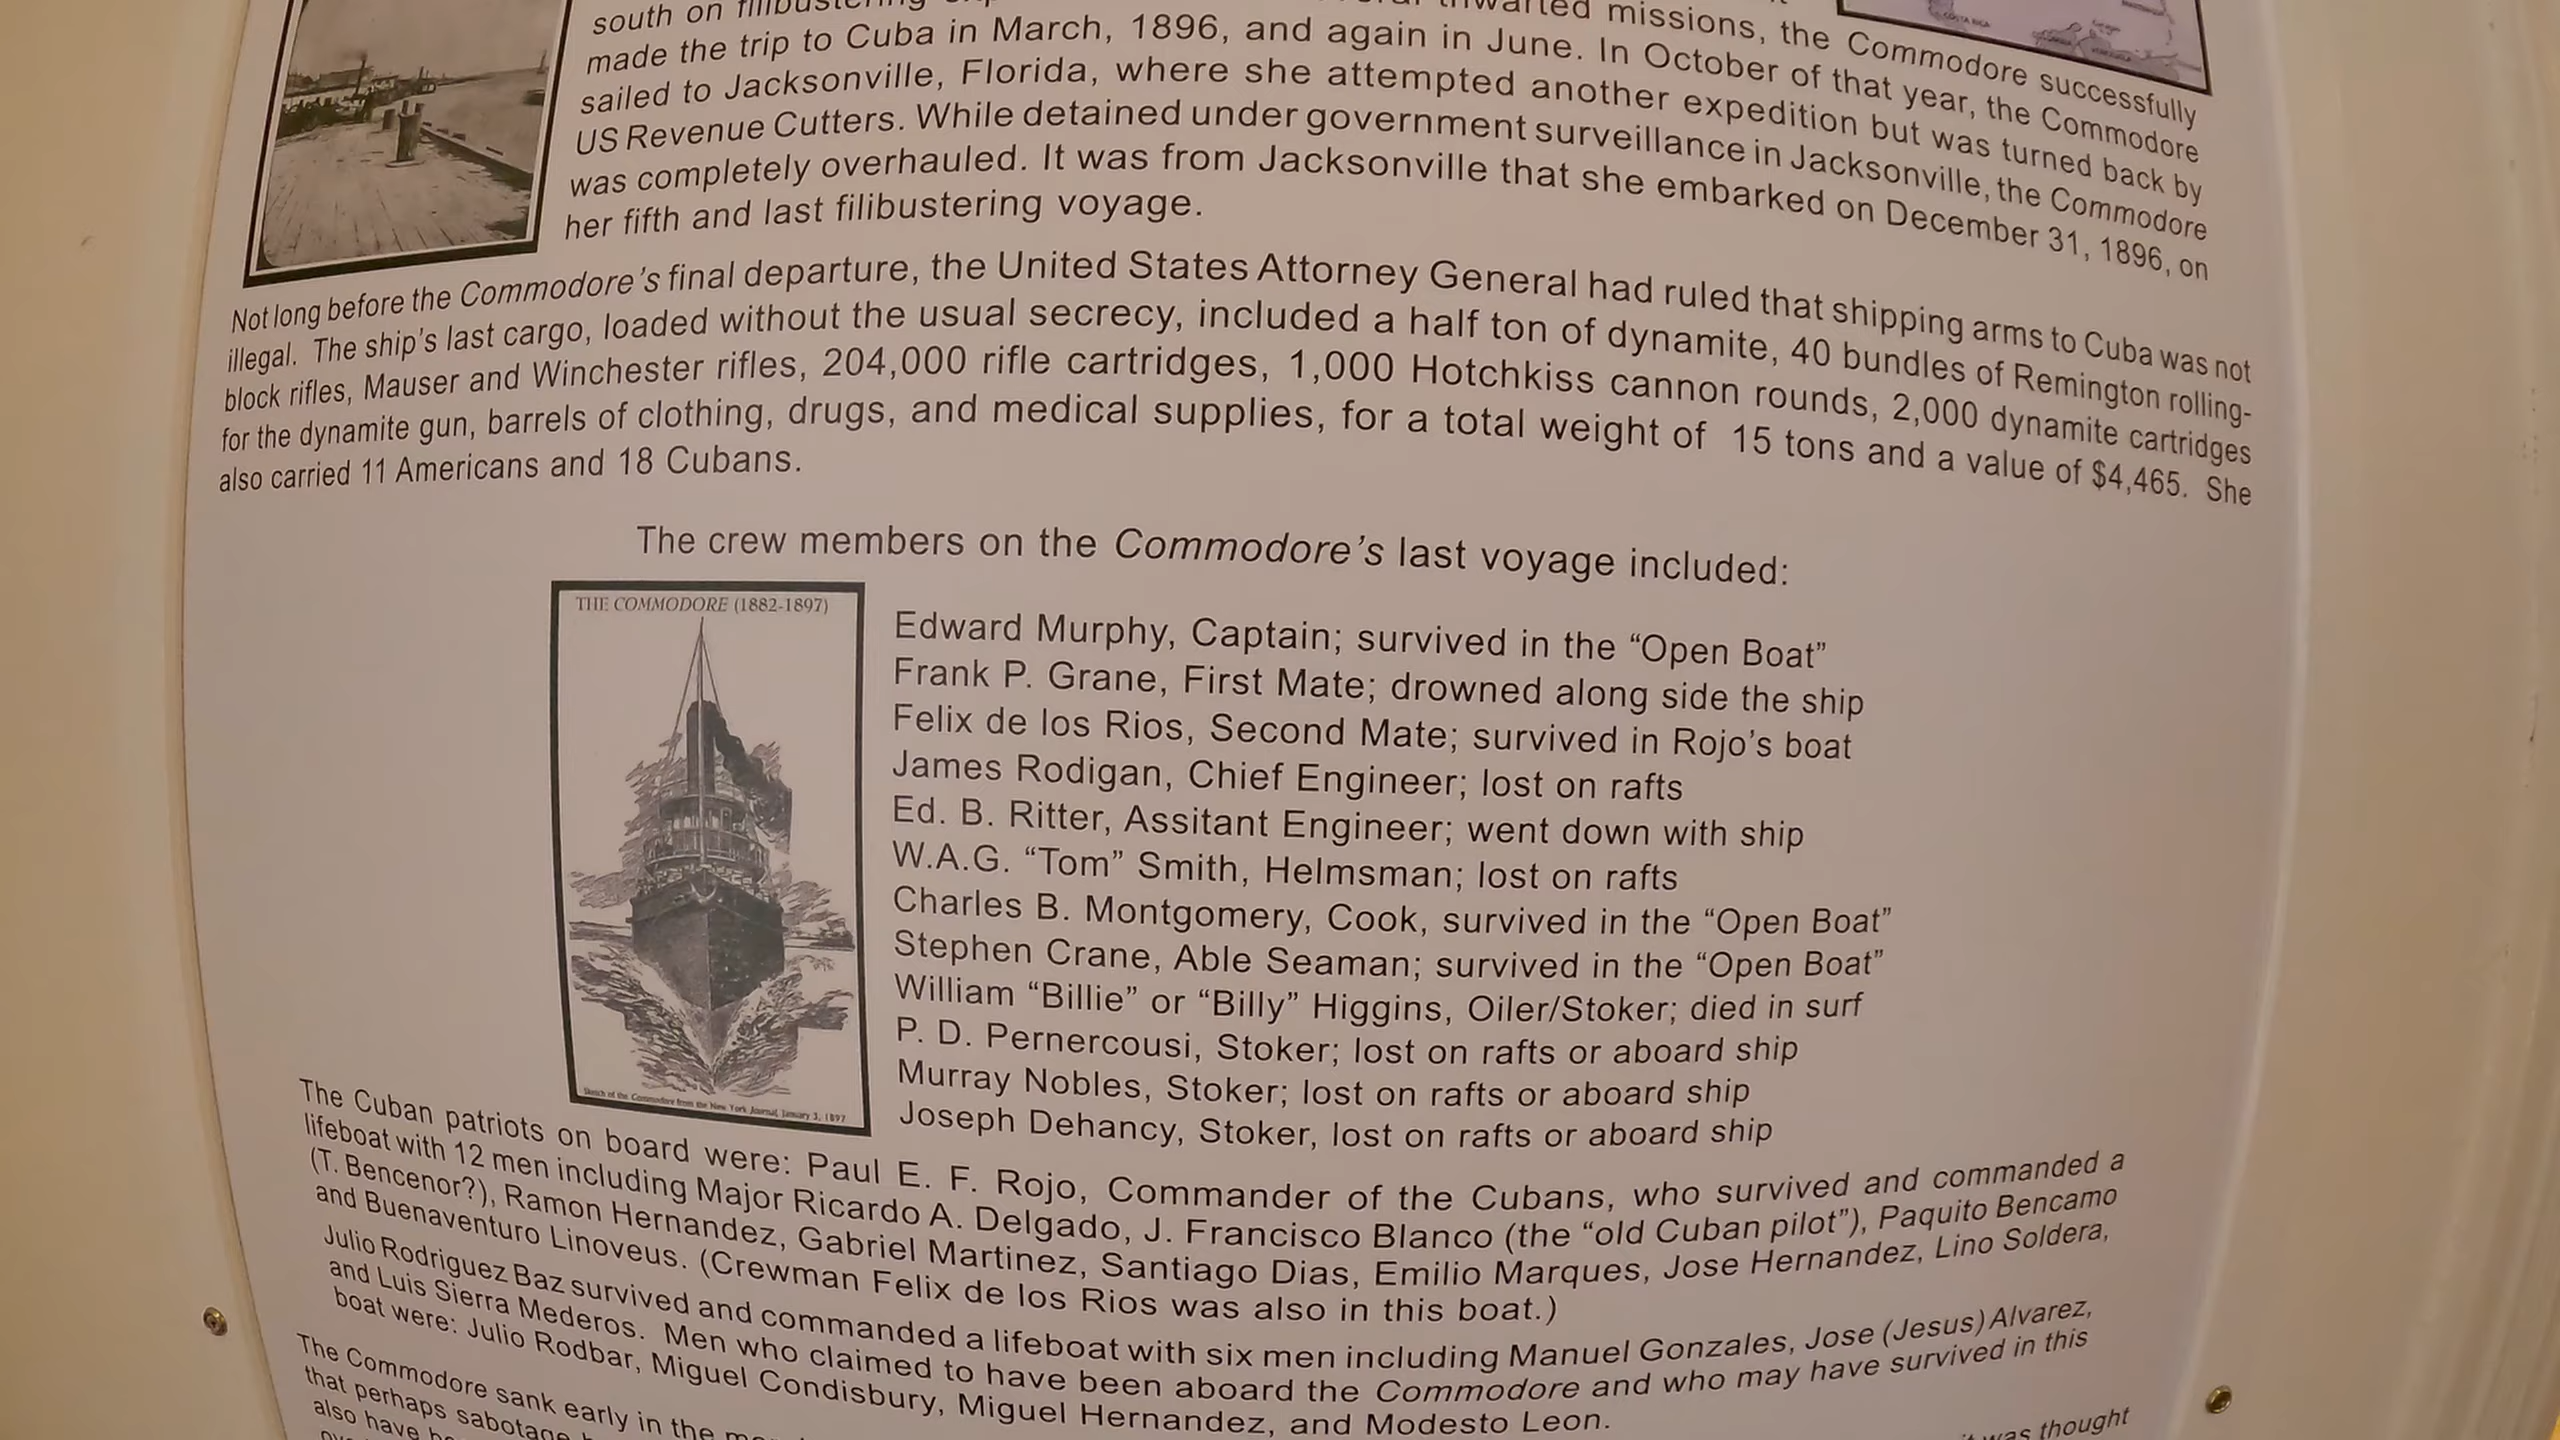 south on
missions, the Commodore successfully
made the trip to Cuba in March, 1896, and again in June. In October of that year, the Commodore
sailed to Jacksonville, Florida, where she attempted another expedition but was turned back by
US Revenue Cutters. While detained under government surveillance in Jacksonville, the Commodore
was completely overhauled. It was from Jacksonville that she embarked on December 31, 1896, on
her fifth and last filibustering voyage.
Not long before the Commodore's final departure, the United States Attorney General had ruled that shipping arms to Cuba was not
illegal. The ship's last cargo, loaded without the usual secrecy, included a half ton of dynamite, 40 bundles of Remington rolling-
block rifles, Mauser and Winchester rifles, 204,000 rifle cartridges, 1,000 Hotchkiss cannon rounds, 2,000 dynamite cartridges
for the dynamite gun, barrels of clothing, drugs, and medical supplies, for a total weight of 15 tons and a value of $4,465. She
also carried 11 Americans and 18 Cubans.
The crew members on the Commodore's last voyage included:
THE COMMODORE (1882-1897)
Sketch of the Commodore from the New York Journal, January 3, 1897
Edward Murphy, Captain; survived in the “Open Boat”
Frank P. Grane, First Mate; drowned along side the ship
Felix de los Rios, Second Mate; survived in Rojo's boat
James Rodigan, Chief Engineer; lost on rafts
Ed. B. Ritter, Assitant Engineer; went down with ship
W.A.G. “Tom” Smith, Helmsman; lost on rafts
Charles B. Montgomery, Cook, survived in the “Open Boat”
Stephen Crane, Able Seaman; survived in the “Open Boat”
William “Billie” or “Billy” Higgins, Oiler/Stoker; died in surf
P. D. Pernercousi, Stoker; lost on rafts or aboard ship
Murray Nobles, Stoker; lost on rafts or aboard ship
Joseph Dehancy, Stoker, lost on rafts or aboard ship
The Cuban patriots on board were: Paul E. F. Rojo, Commander of the Cubans, who survived and commanded a
lifeboat with 12 men including Major Ricardo A. Delgado, J. Francisco Blanco (the “old Cuban pilot”), Paquito Bencamo
(T. Bencenor?), Ramon Hernandez, Gabriel Martinez, Santiago Dias, Emilio Marques, Jose Hernandez, Lino Soldera,
and Buenaventuro Linoveus. (Crewman Felix de los Rios was also in this boat.)
Julio Rodriguez Baz survived and commanded a lifeboat with six men including Manuel Gonzales, Jose (Jesus) Alvarez,
and Luis Sierra Mederos. Men who claimed to have been aboard the Commodore and who may have survived in this
boat were: Julio Rodbar, Miguel Condisbury, Miguel Hernandez, and Modesto Leon.
The Commodore sank early in the
was thought
that perhaps sabotage
also have